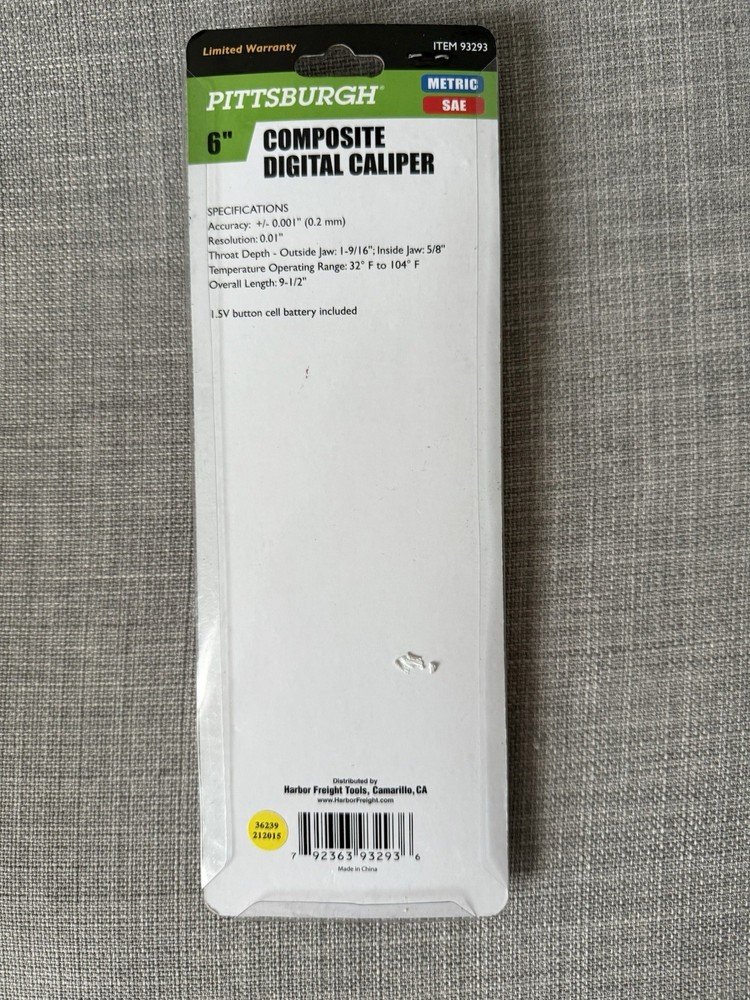 Limited Warranty
ITEM 93293
PITTSBURGH®
METRIC
SAE
6"
COMPOSITE
DIGITAL CALIPER
SPECIFICATIONS
Accuracy: +/- 0.001" (0.2 mm)
Resolution: 0.01"
Throat Depth - Outside Jaw: 1-9/16"; Inside Jaw: 5/8"
Temperature Operating Range: 32° F to 104° F
Overall Length: 9-1/2"
1.5V button cell battery included
Distributed by
Harbor Freight Tools, Camarillo, CA
www.HarborFreight.com
36239
212015
7 92363 93293 6
Made in China